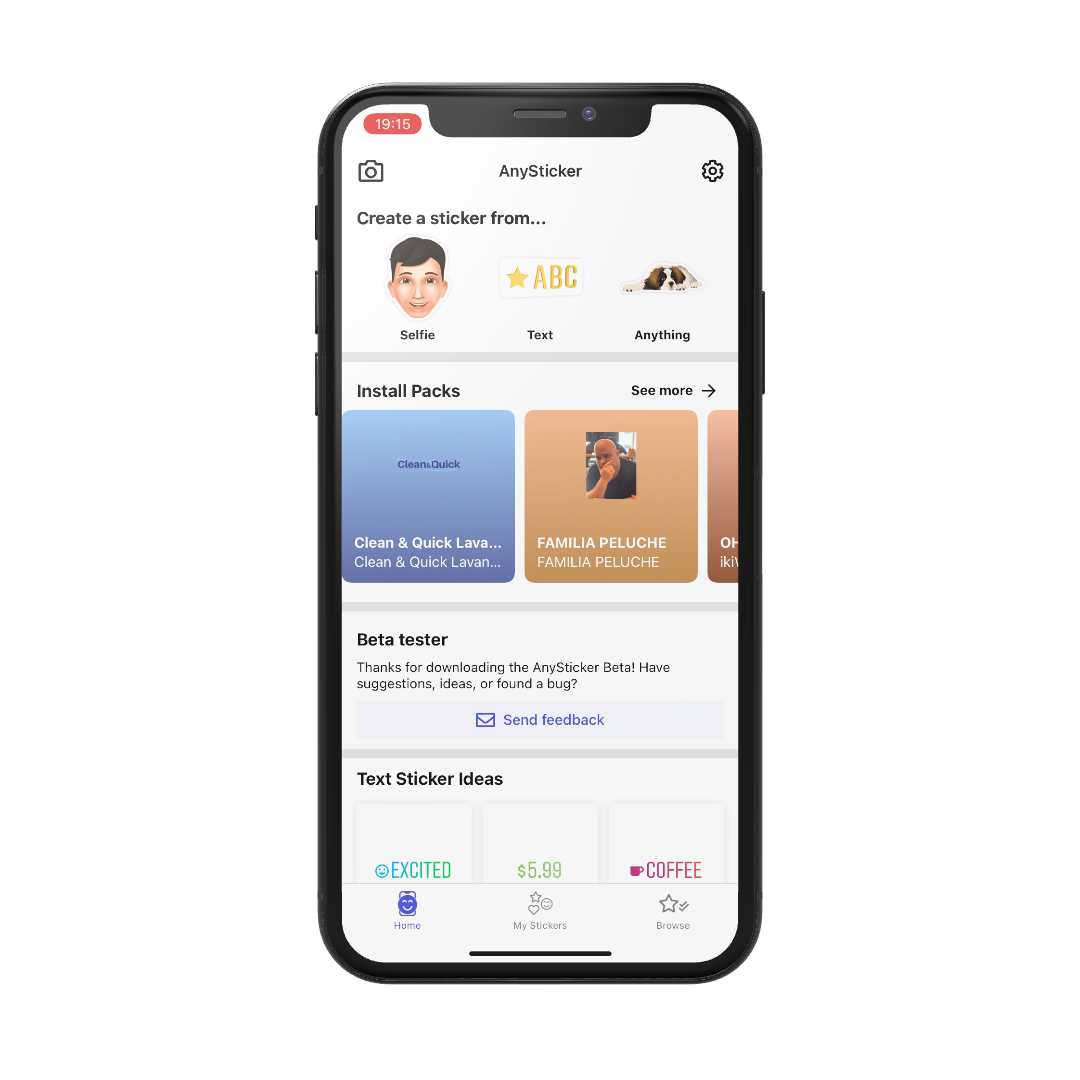 19:15
AnySticker
Create a sticker from...
ABC
Selfie
Text
Anything
Install Packs
See more
Clean&Quick
Clean & Quick Lava...
Clean & Quick Lavan...
FAMILIA PELUCHE
FAMILIA PELUCHE
Beta tester
Thanks for downloading the AnySticker Beta! Have
suggestions, ideas, or found a bug?
Send feedback
Text Sticker Ideas
EXCITED
$5.99
COFFEE
Home
My Stickers
Browse